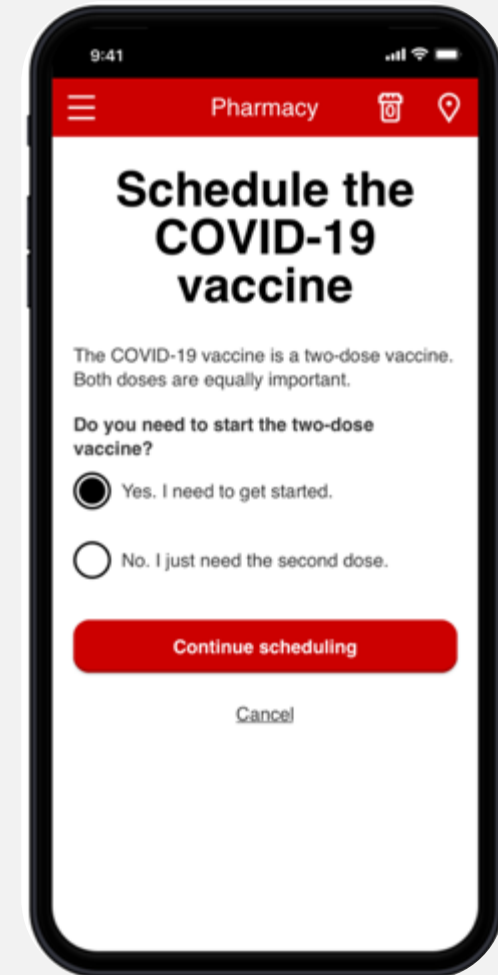 9:41
Pharmacy
0
Schedule the
COVID-19
vaccine
The COVID-19 vaccine is a two-dose vaccine.
Both doses are equally important.
Do you need to start the two-dose
vaccine?
Yes. I need to get started.
No. I just need the second dose.
Continue scheduling
Cancel